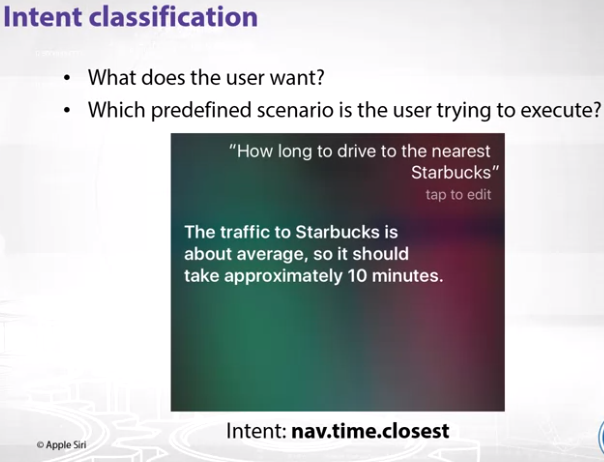 Intent classification
• What does the user want?
• Which predefined scenario is the user trying to execute?
“How long to drive to the nearest
Starbucks”
tap to edit
The traffic to Starbucks is
about average, so it should
take approximately 10 minutes.
Intent: nav.time.closest
© Apple Siri